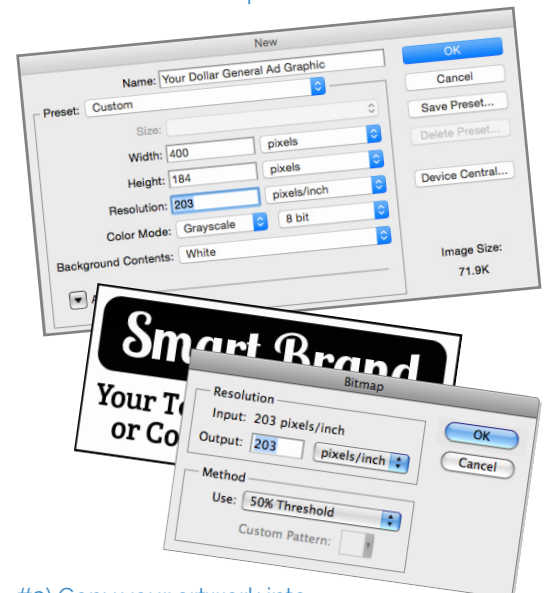 New
Name: Your Dollar General Ad Graphic
Preset: Custom
Size:
Width: 400 pixels
Height: 184 pixels
Resolution: 203 pixels/inch
Color Mode: Grayscale 8 bit
Background Contents: White
OK
Cancel
Save Preset...
Delete Preset...
Device Central...
Image Size:
71.9K
Smart Brand
Your
or Co
Bitmap
Resolution
Input: 203 pixels/inch
Output: 203 pixels/inch
Method
Use: 50% Threshold
Custom Pattern:
OK
Cancel